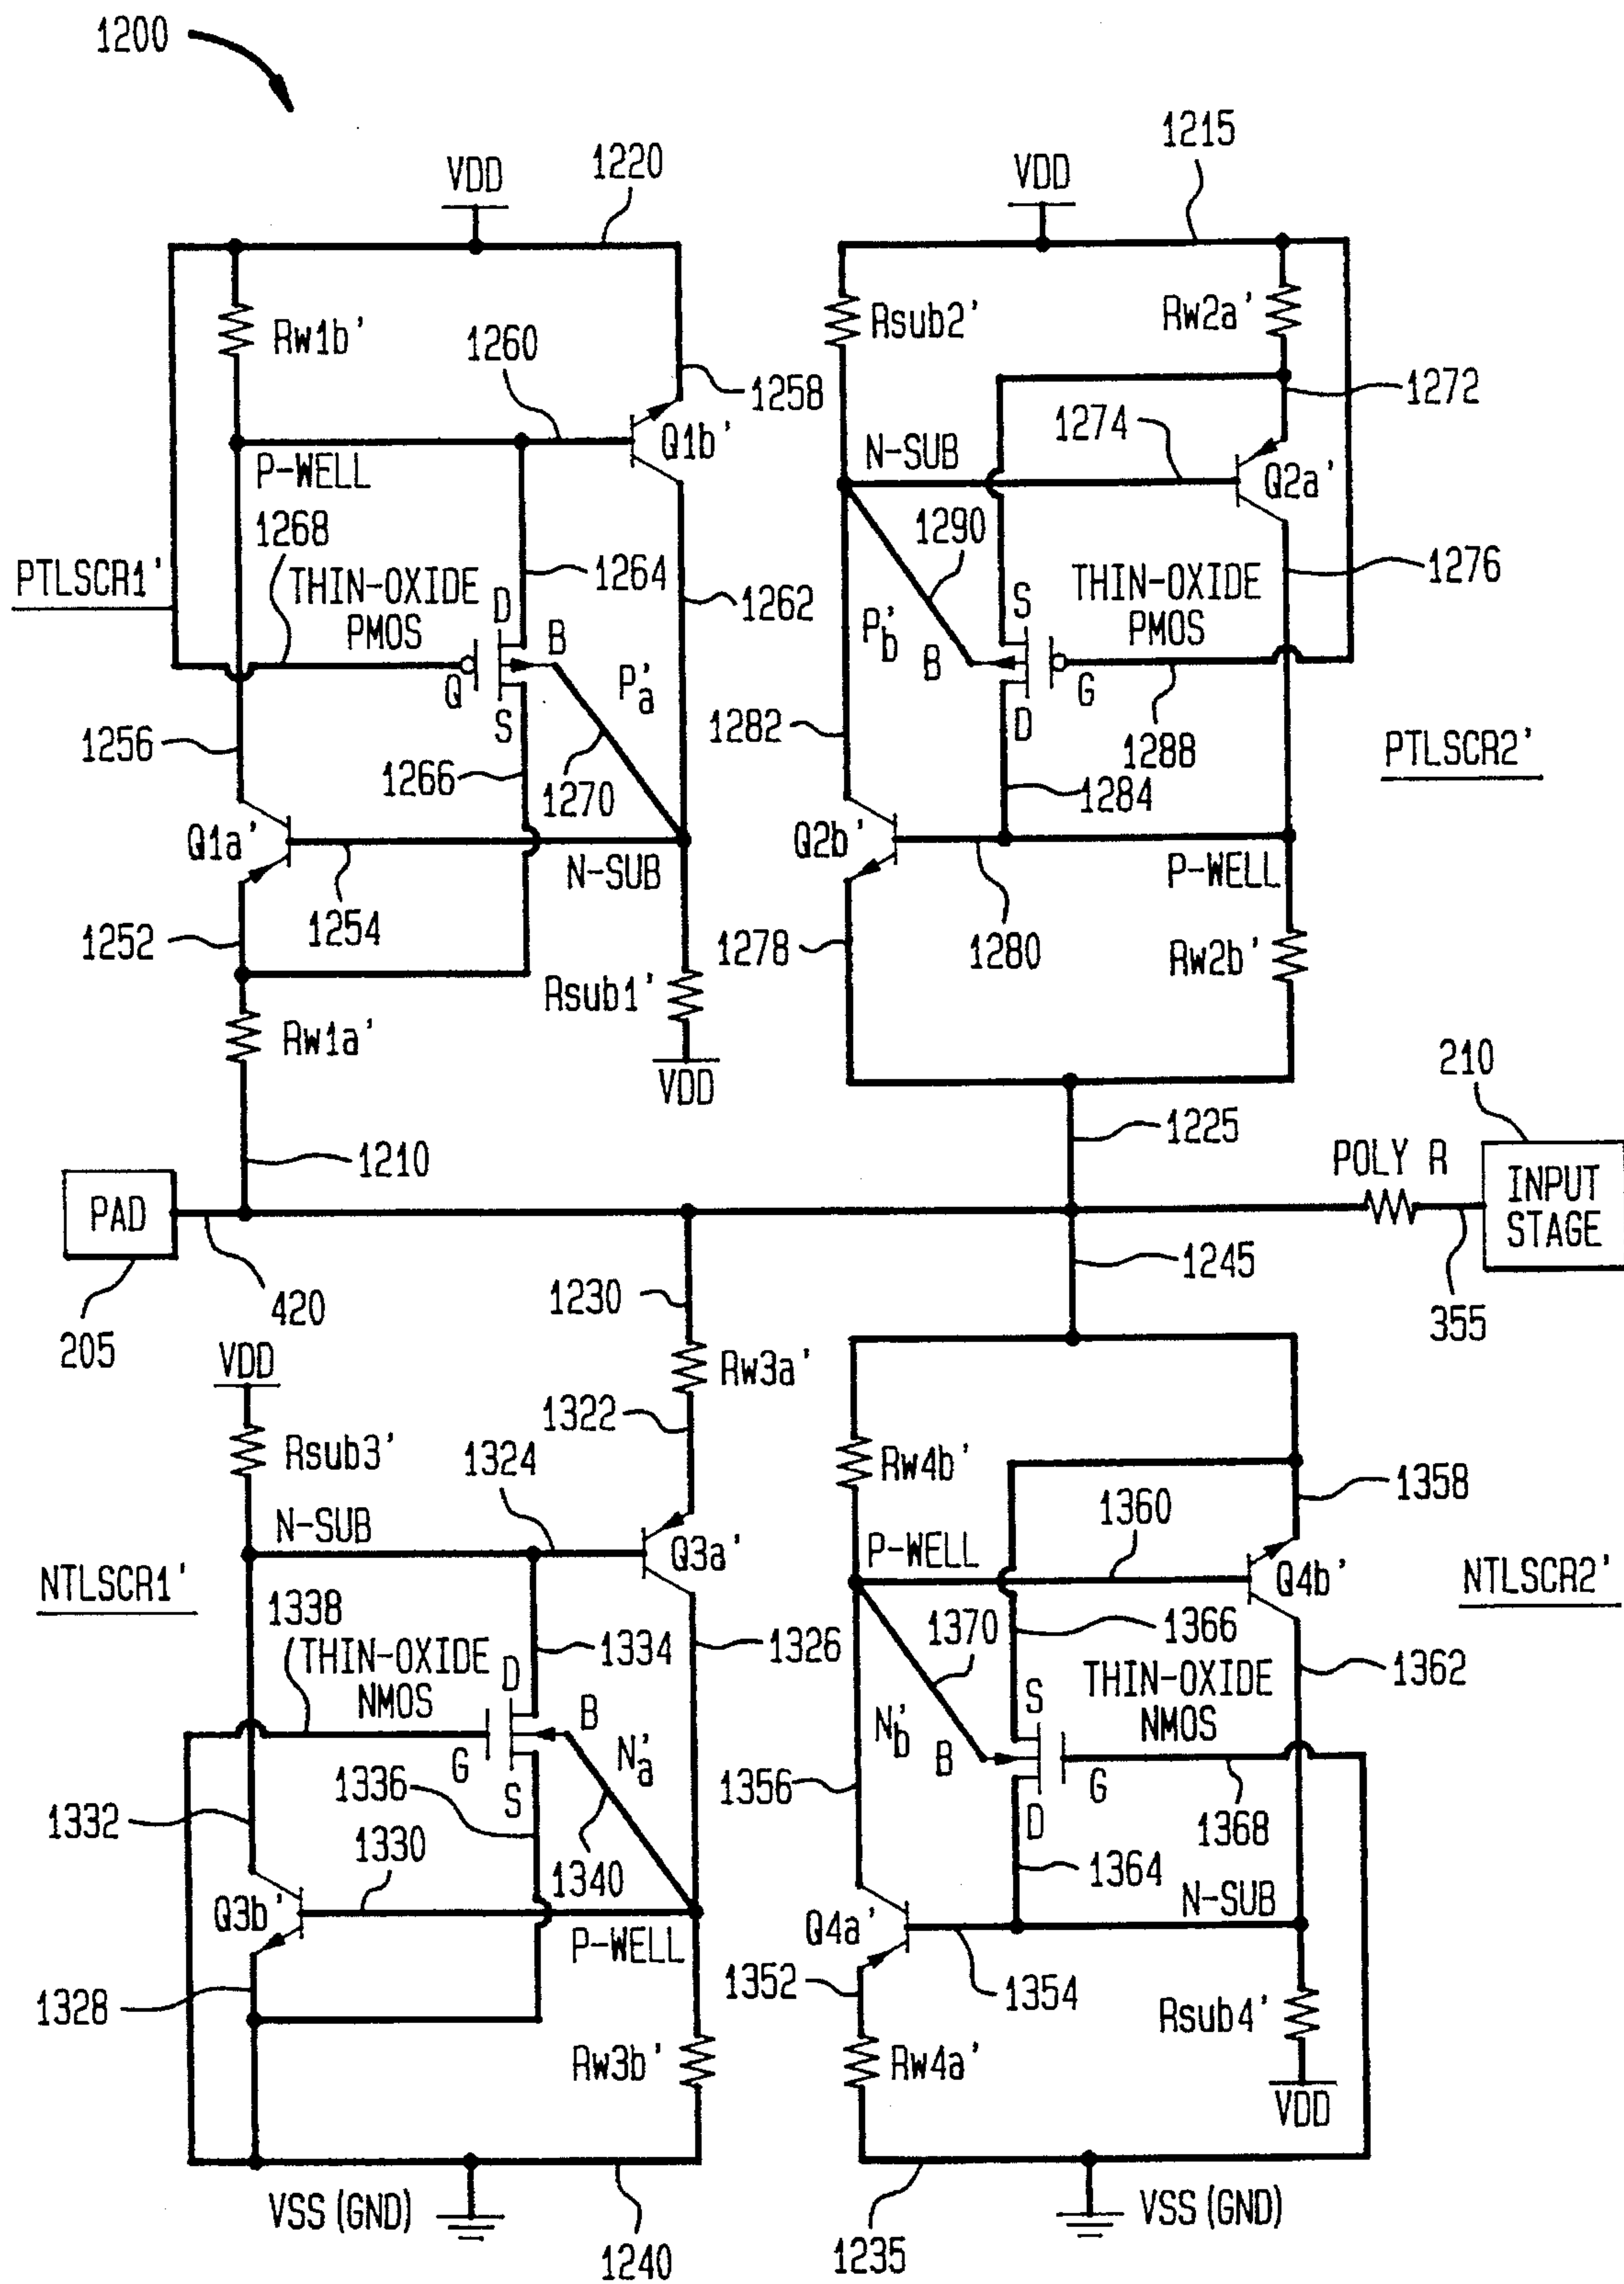 1200
VDD
1220
Rw1b'
1260
1258
Q1b'
P-WELL
1268
PTLSCR1'
THIN-OXIDE
PMOS
D
1264
1262
B
Q
S
P'a
1256
1266
1270
Q1a'
N-SUB
1254
1252
Rsub1'
Rw1a'
VDD
1210
1215
VDD
Rsub2'
Rw2a'
1272
1274
N-SUB
Q2a'
1290
S
THIN-OXIDE
PMOS
1276
P'b
B
G
D
1282
1288
PTLSCR2'
1284
Q2b'
P-WELL
1278
1280
Rw2b'
210
1225
POLY R
INPUT
STAGE
PAD
205
420
1230
1245
355
VDD
Rw3a'
1322
Rsub3'
1324
N-SUB
Q3a'
NTLSCR1'
1338
THIN-OXIDE
NMOS
D
1334
1326
B
G
S
N'a
1336
1332
1330
1340
Q3b'
P-WELL
1328
Rw3b'
VSS (GND)
1240
Rw4b'
1358
1360
P-WELL
Q4b'
NTLSCR2'
1370
1366
THIN-OXIDE
NMOS
1362
S
N'b
B
G
D
1356
1368
1364
N-SUB
Q4a'
1352
1354
Rsub4'
Rw4a'
VDD
VSS (GND)
1235